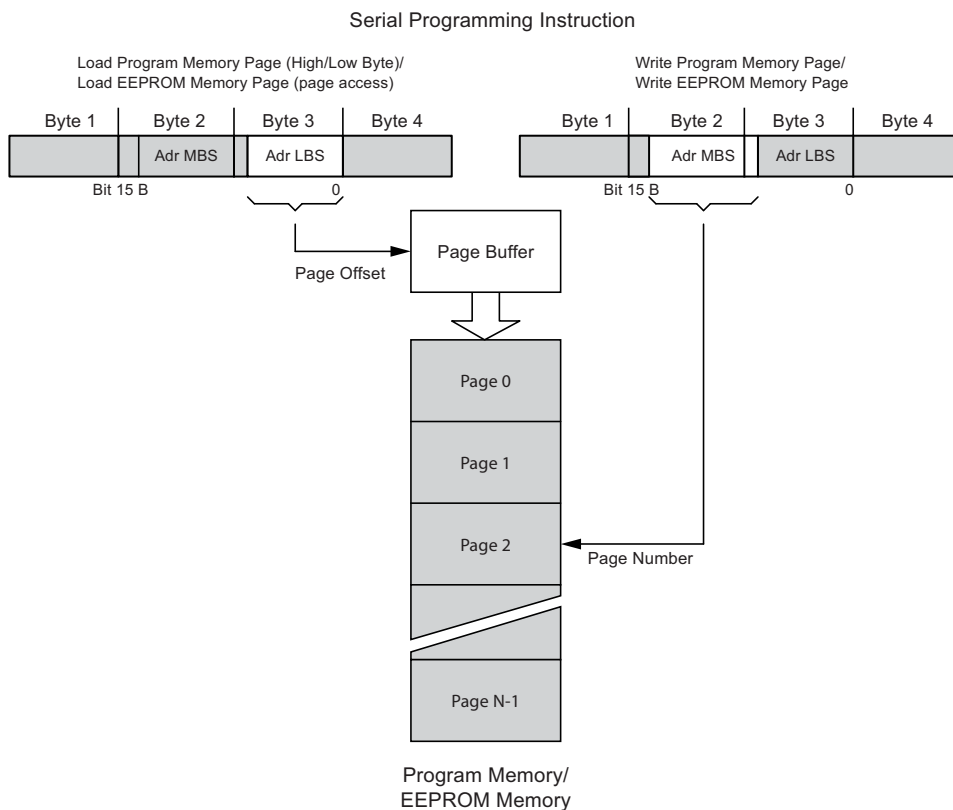 Serial Programming Instruction
Load Program Memory Page (High/Low Byte)/
Load EEPROM Memory Page (page access)
Byte 1 Byte 2 Byte 3 Byte 4
Adr MBS Adr LBS
Bit 15 B 0
Write Program Memory Page/
Write EEPROM Memory Page
Byte 1 Byte 2 Byte 3 Byte 4
Adr MBS Adr LBS
Bit 15 B 0
Page Offset
Page Buffer
Page 0
Page 1
Page 2
Page Number
Page N-1
Program Memory/
EEPROM Memory